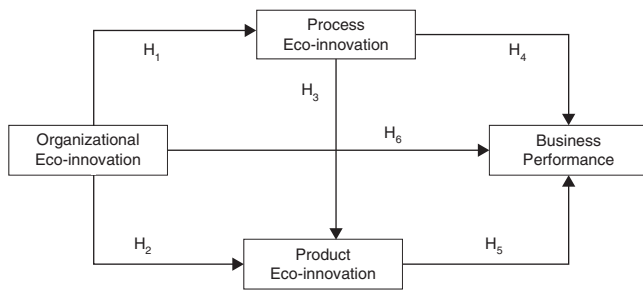 Process
Eco-innovation
H1
H4
H3
Organizational
Eco-innovation
H6
Business
Performance
H2
Product
Eco-innovation
H5